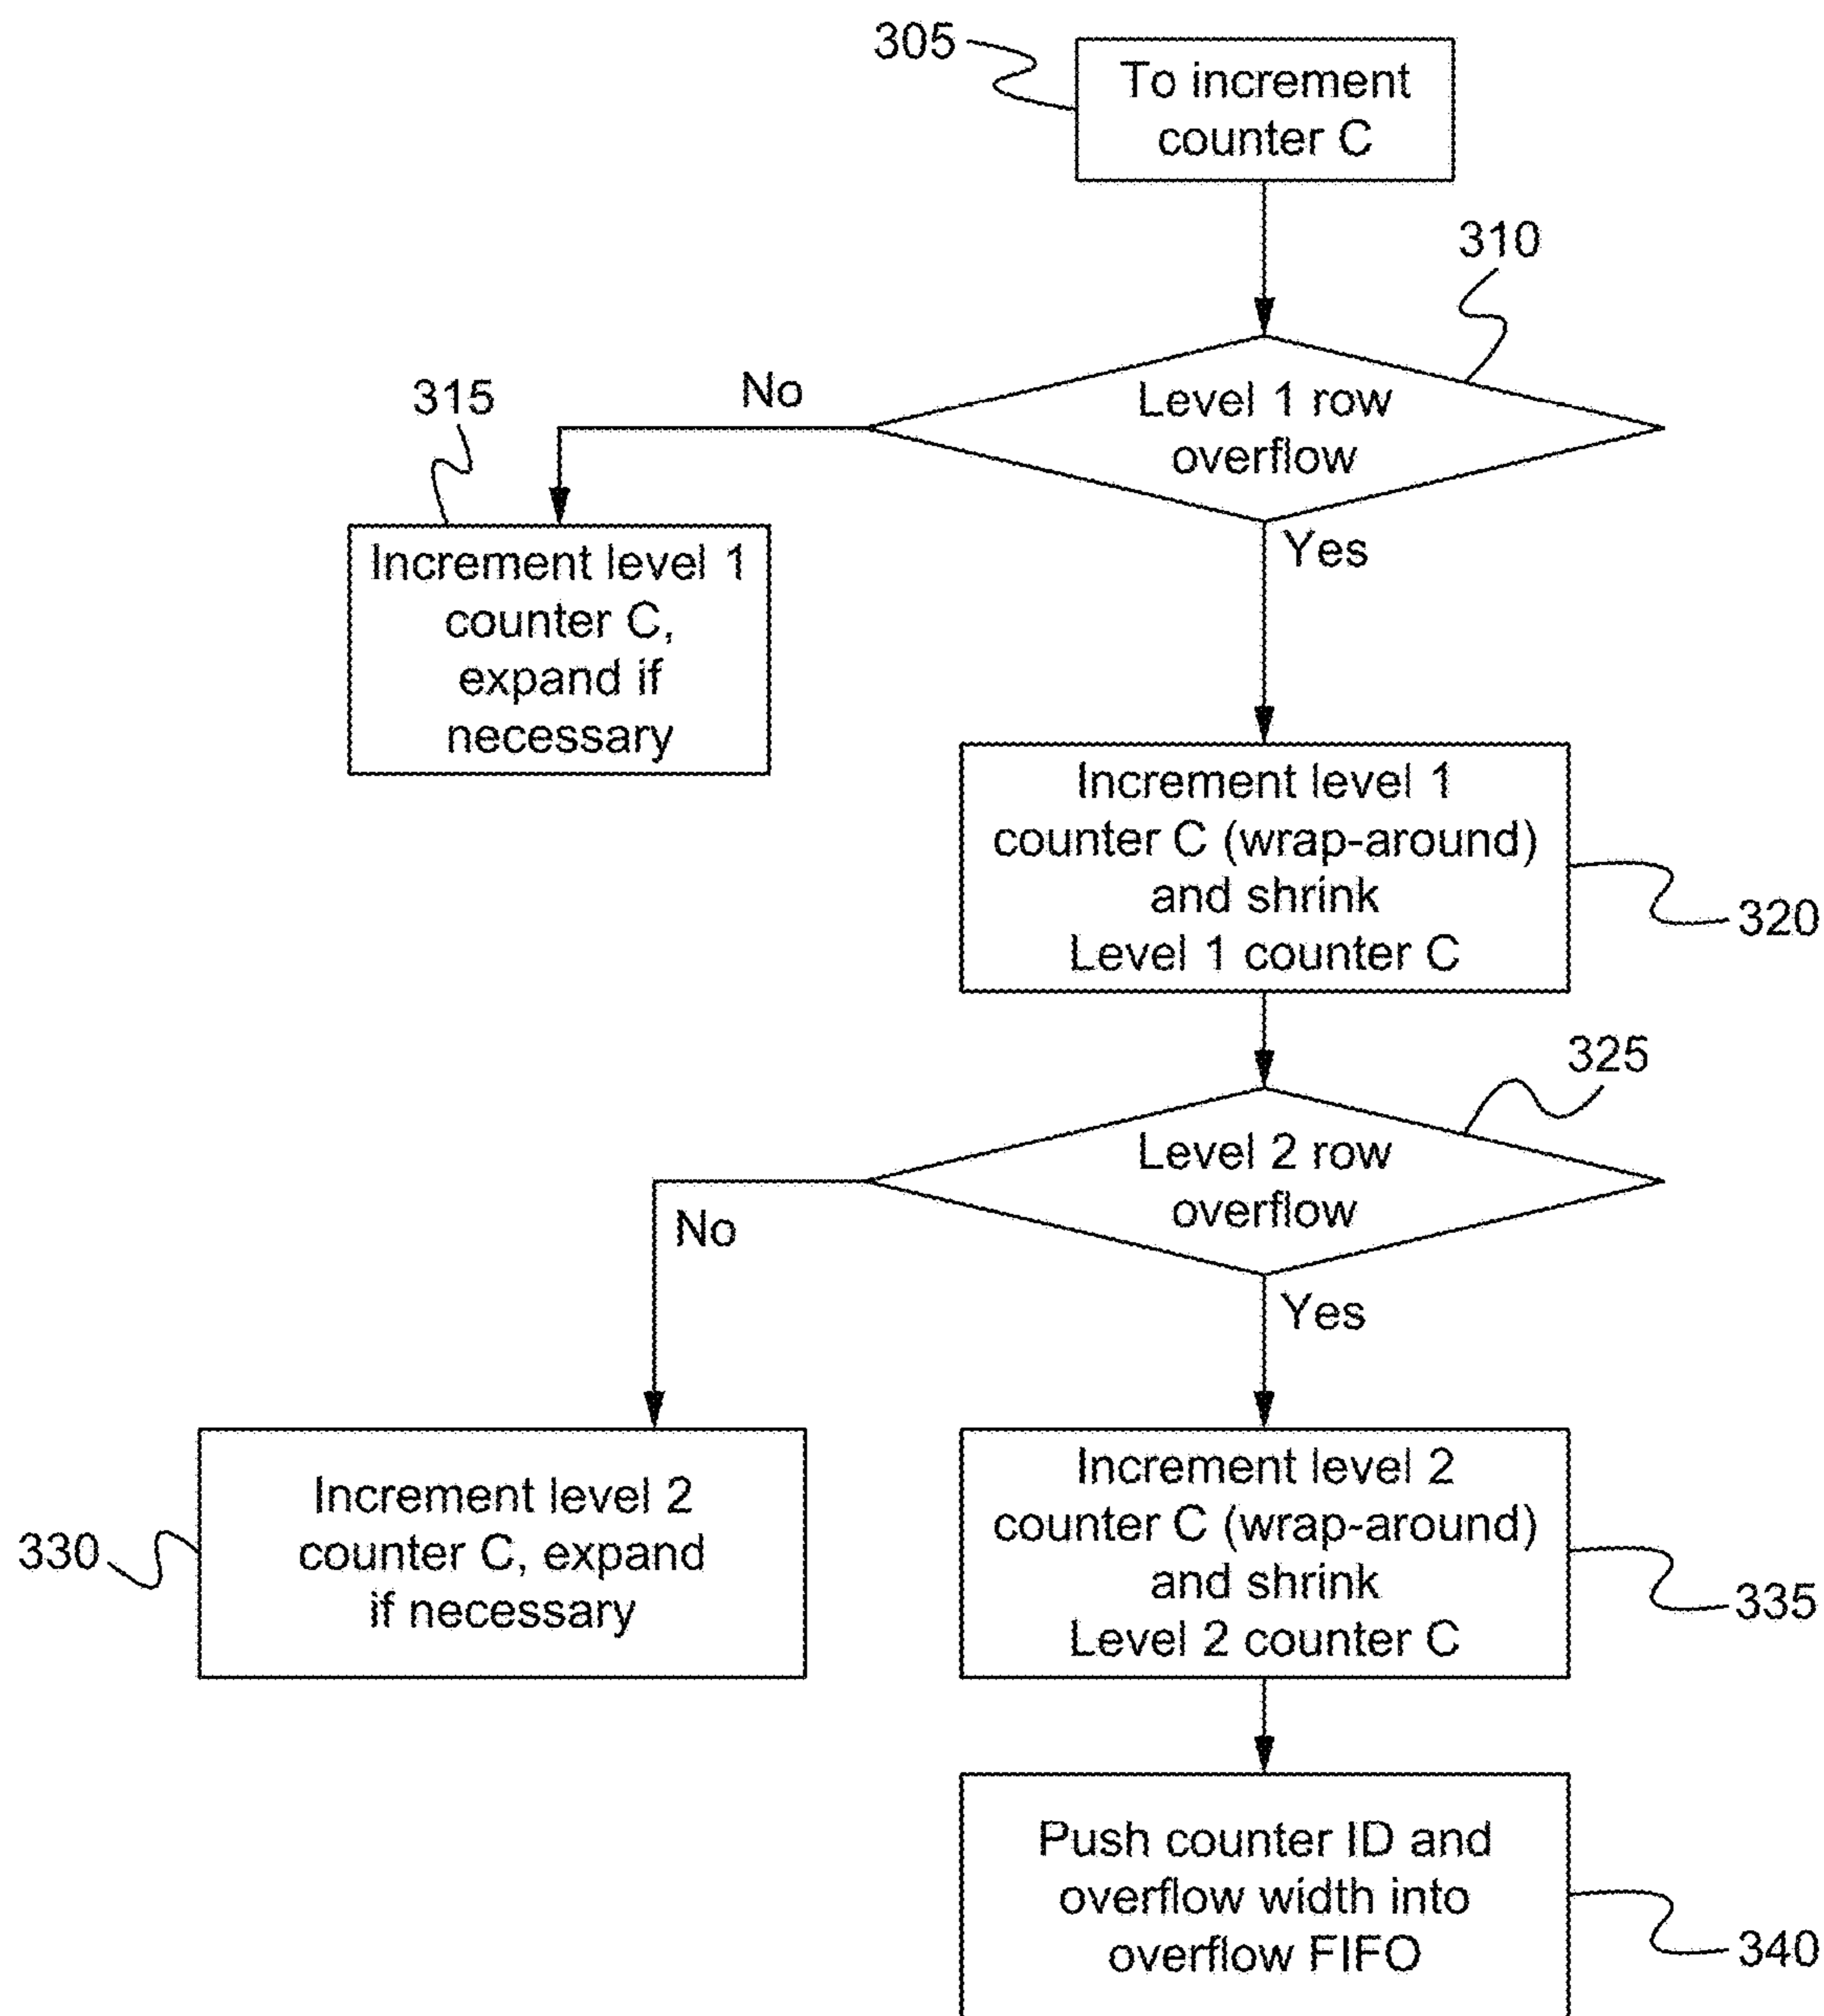 305
To increment
counter C
310
Level 1 row
overflow
No
Yes
315
Increment level 1
counter C,
expand if
necessary
Increment level 1
counter C (wrap-around)
and shrink
Level 1 counter C
320
325
Level 2 row
overflow
No
Yes
330
Increment level 2
counter C, expand
if necessary
Increment level 2
counter C (wrap-around)
and shrink
Level 2 counter C
335
Push counter ID and
overflow width into
overflow FIFO
340